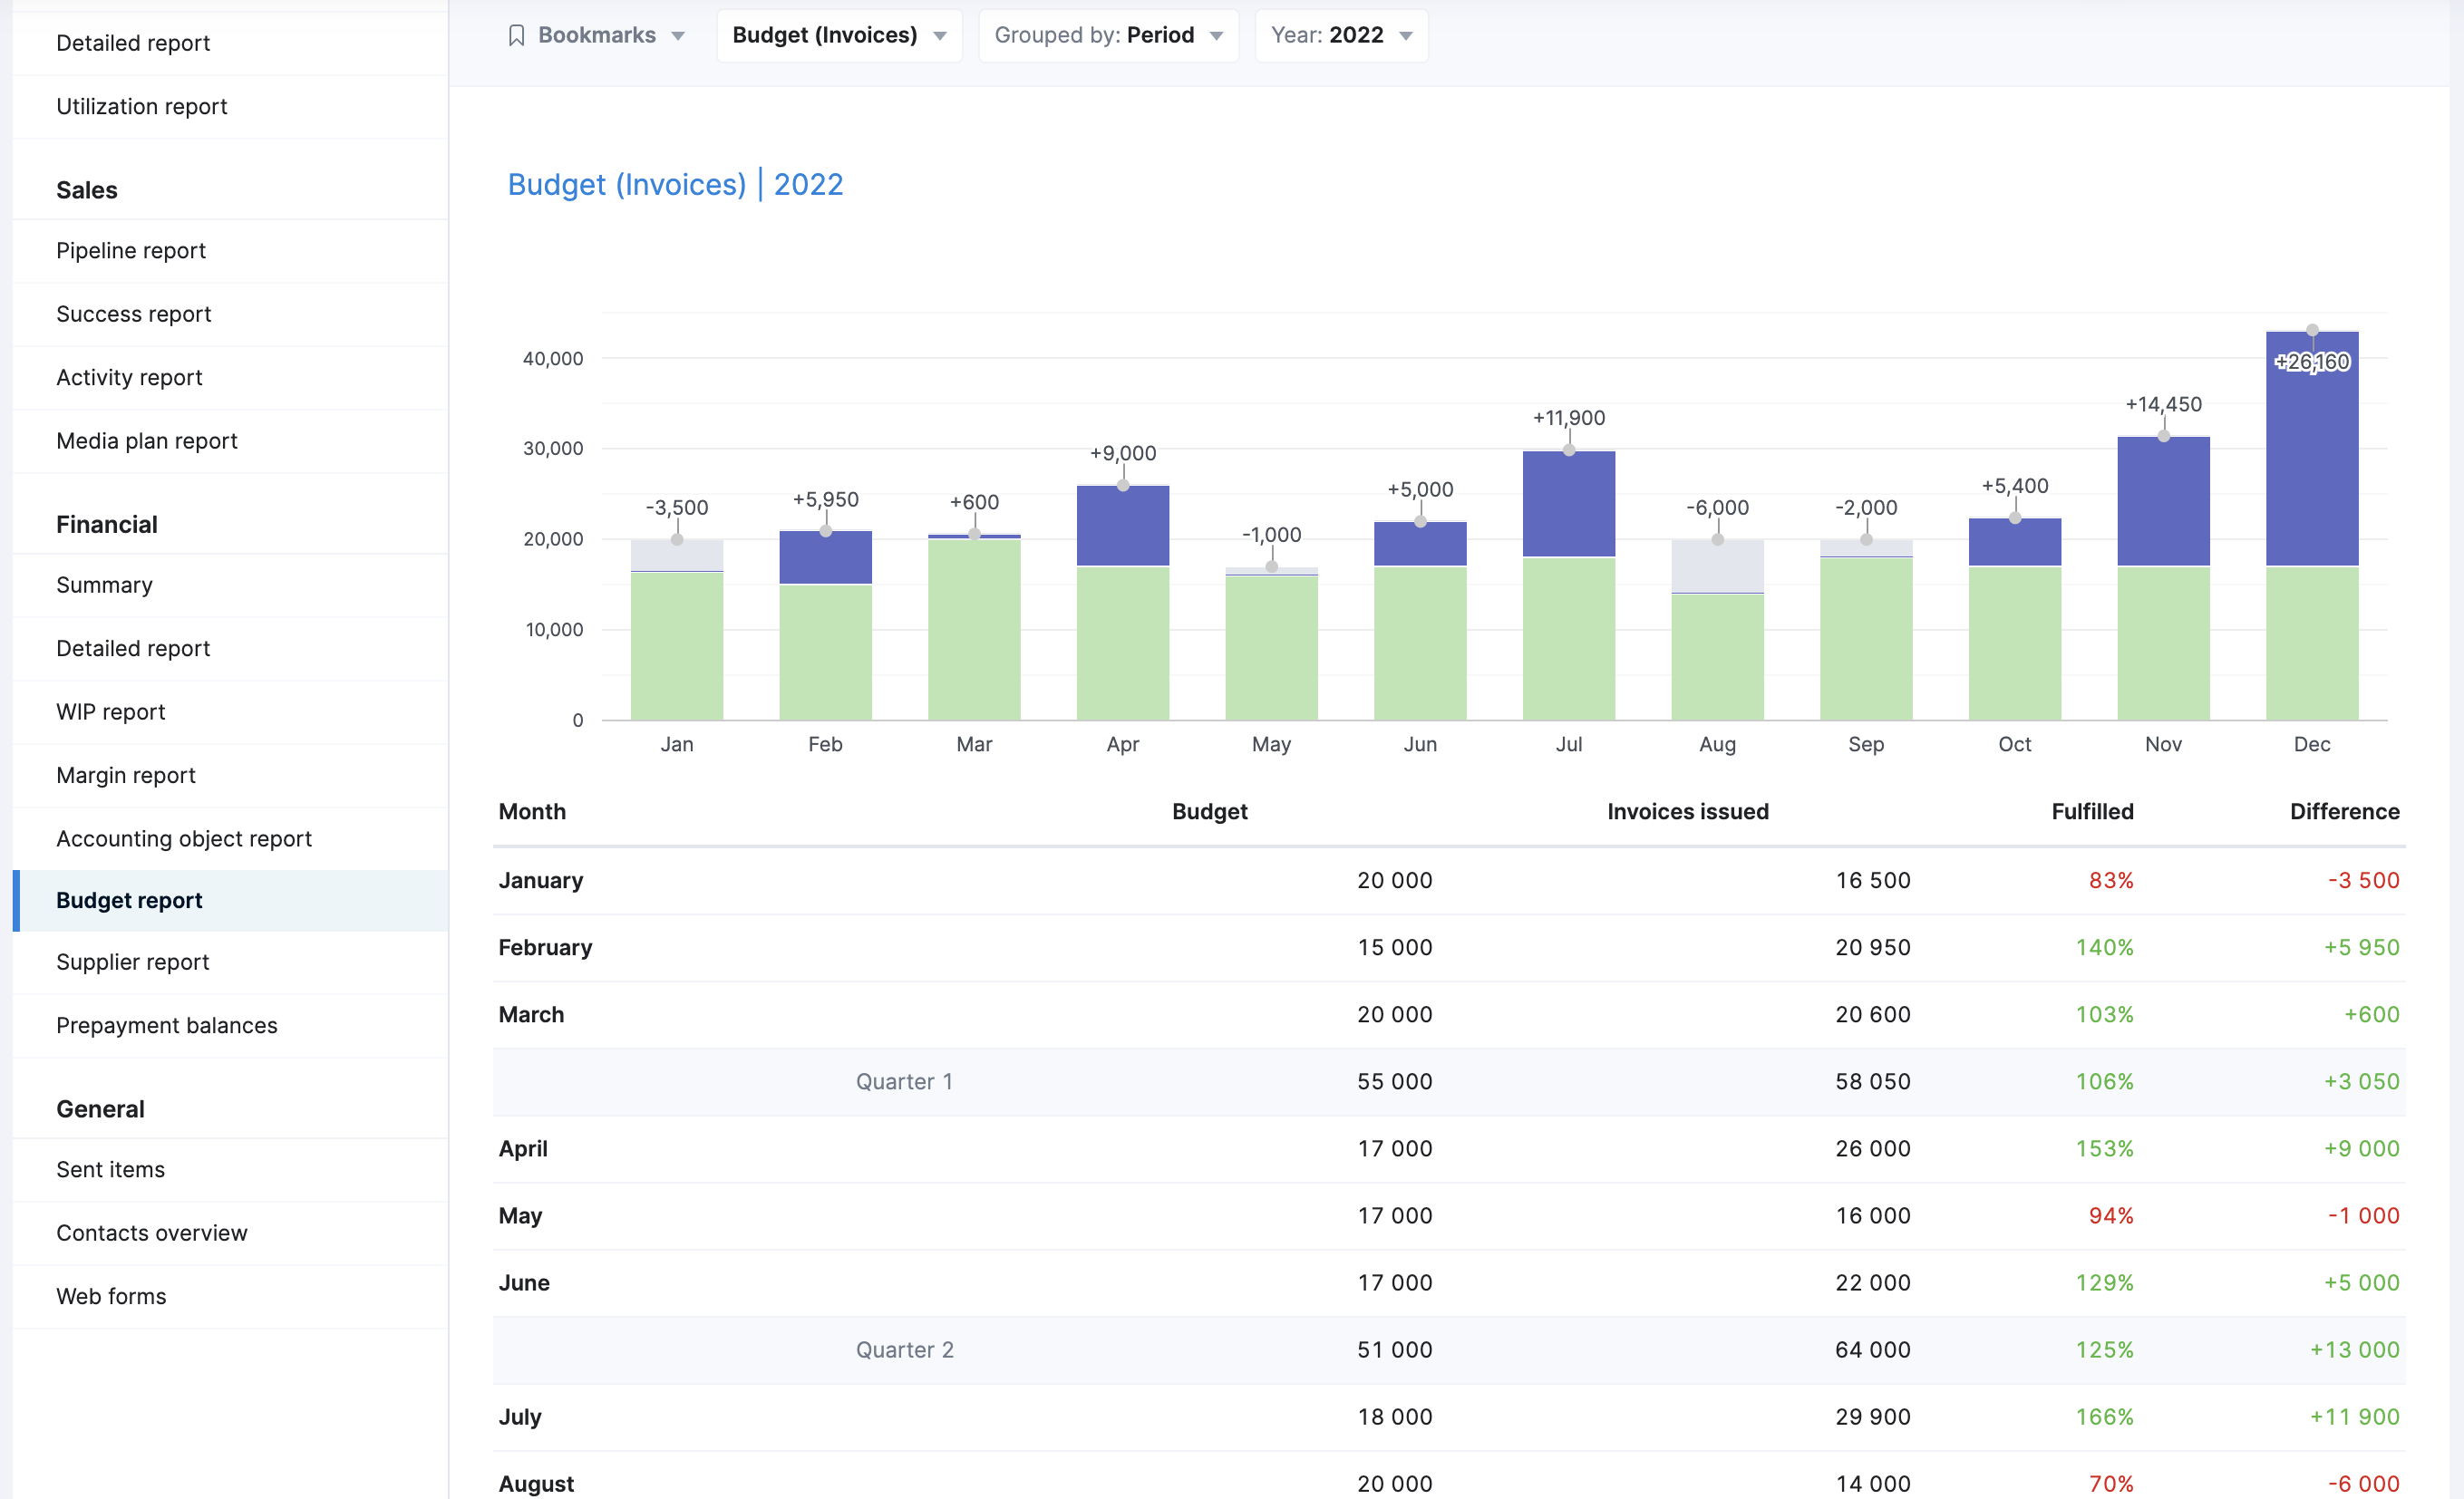 Detailed report
Utilization report
Sales
Pipeline report
Success report
Activity report
Media plan report
Financial
Summary
Detailed report
WIP report
Margin report
Accounting object report
Budget report
Supplier report
Prepayment balances
General
Sent items
Contacts overview
Web forms
Bookmarks Budget (Invoices) Grouped by: Period Year: 2022
Budget (Invoices) | 2022
40,000
30,000
20,000
10,000
0
-3,500 +5,950 +600 +9,000 -1,000 +5,000 +11,900 -6,000 -2,000 +5,400 +14,450 +26,160
Jan Feb Mar Apr May Jun Jul Aug Sep Oct Nov Dec
Month Budget Invoices issued Fulfilled Difference
January 20 000 16 500 83% -3 500
February 15 000 20 950 140% +5 950
March 20 000 20 600 103% +600
Quarter 1 55 000 58 050 106% +3 050
April 17 000 26 000 153% +9 000
May 17 000 16 000 94% -1 000
June 17 000 22 000 129% +5 000
Quarter 2 51 000 64 000 125% +13 000
July 18 000 29 900 166% +11 900
August 20 000 14 000 70% -6 000